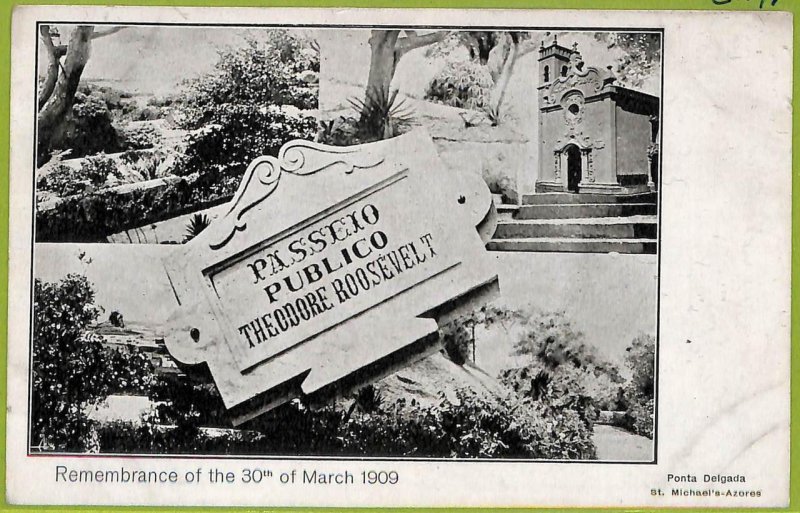 PASSEIO
PUBLICO
THEODORE ROOSEVELT
Remembrance of the 30th of March 1909
Ponta Delgada
St. Michael's-Azores